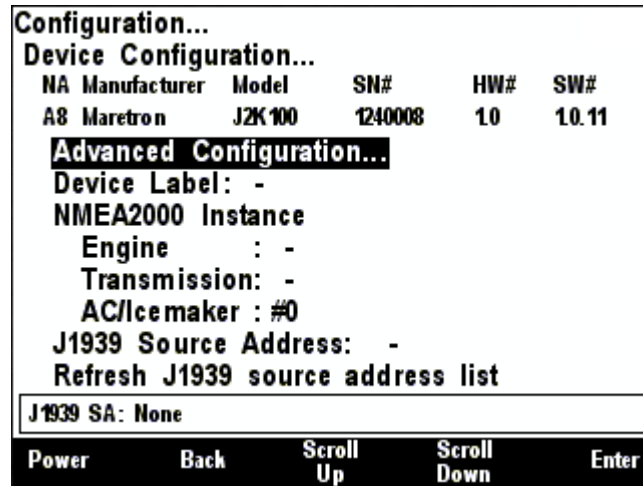 Configuration...
Device Configuration...
NA Manufacturer Model SN# HW# SW#
A8 Maretron J2K100 1240008 1.0 1.0.11
Advanced Configuration...
Device Label: -
NMEA2000 Instance
Engine : -
Transmission: -
AC/Icemaker : #0
J1939 Source Address: -
Refresh J1939 source address list
J1939 SA: None
Power Back Scroll Up Scroll Down Enter